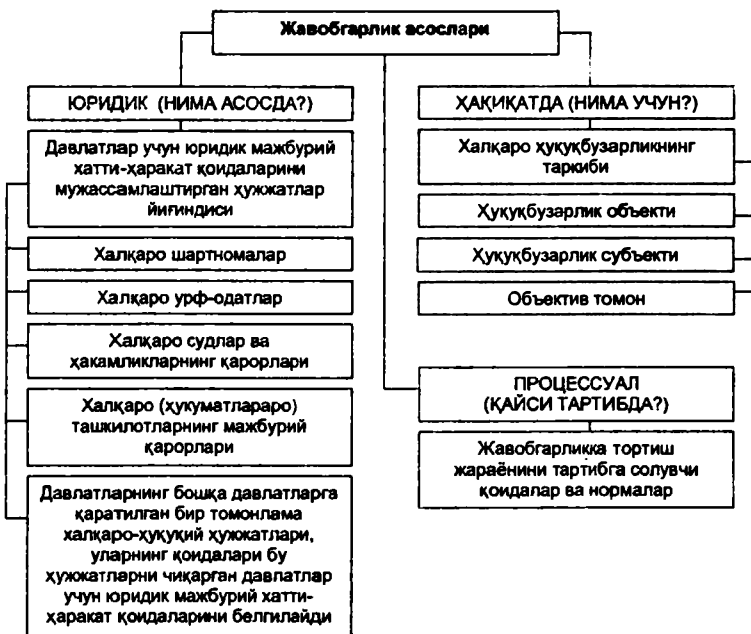 Жавобгарлик асослари
ЮРИДИК (НИМА АСОСДА?)
Давлатлар учун юридик мажбурий
хатти-ҳаракат қоидаларини
мужассамлаштирган ҳужжатлар
йиғиндиси
Халқаро шартномалар
Халқаро урф-одатлар
Халқаро судлар ва
ҳакамликларнинг қарорлари
Халқаро (ҳукуматлараро)
ташкилотларнинг мажбурий
қарорлари
Давлатларнинг бошқа давлатларга
қаратилган бир томонлама
халқаро-ҳуқуқий ҳужжатлари,
уларнинг қоидалари бу
ҳужжатларни чиқарган давлатлар
учун юридик мажбурий хатти-
ҳаракат қоидаларини белгилайди
ҲАҚИҚАТДА (НИМА УЧУН?)
Халқаро ҳуқуқбузарликнинг
таркиби
Ҳуқуқбузарлик объекти
Ҳуқуқбузарлик субъекти
Объектив томон
ПРОЦЕССУАЛ
(ҚАЙСИ ТАРТИБДА?)
Жавобгарликка тортиш
жараёнини тартибга солувчи
қоидалар ва нормалар